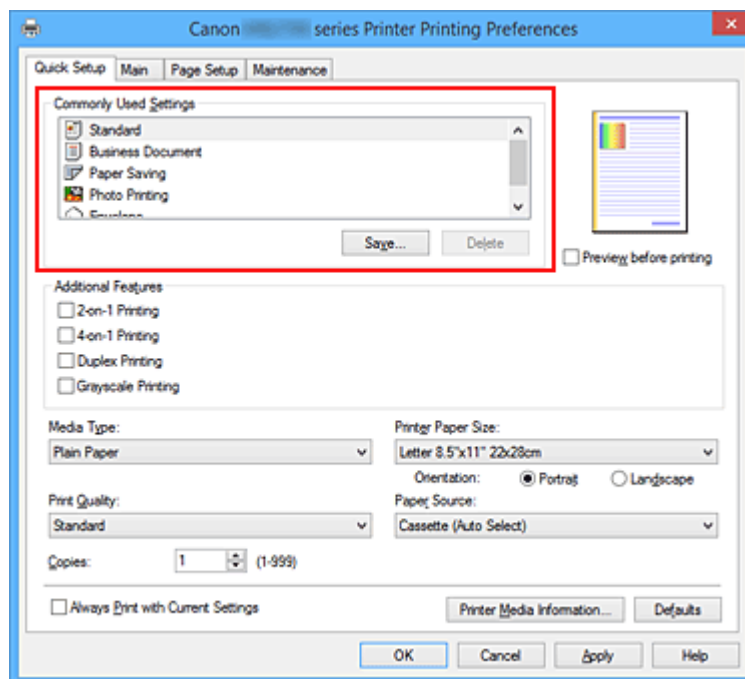 Canon series Printer Printing Preferences
Quick Setup Main Page Setup Maintenance
Commonly Used Settings
Standard
Business Document
Paper Saving
Photo Printing
Envelope
Save... Delete
Preview before printing
Additional Features
2-on-1 Printing
4-on-1 Printing
Duplex Printing
Grayscale Printing
Media Type: Printer Paper Size:
Plain Paper Letter 8.5"x11" 22x28cm
Orientation: Portrait Landscape
Print Quality: Paper Source:
Standard Cassette (Auto Select)
Copies: 1 (1-999)
Always Print with Current Settings Printer Media Information... Defaults
OK Cancel Apply Help